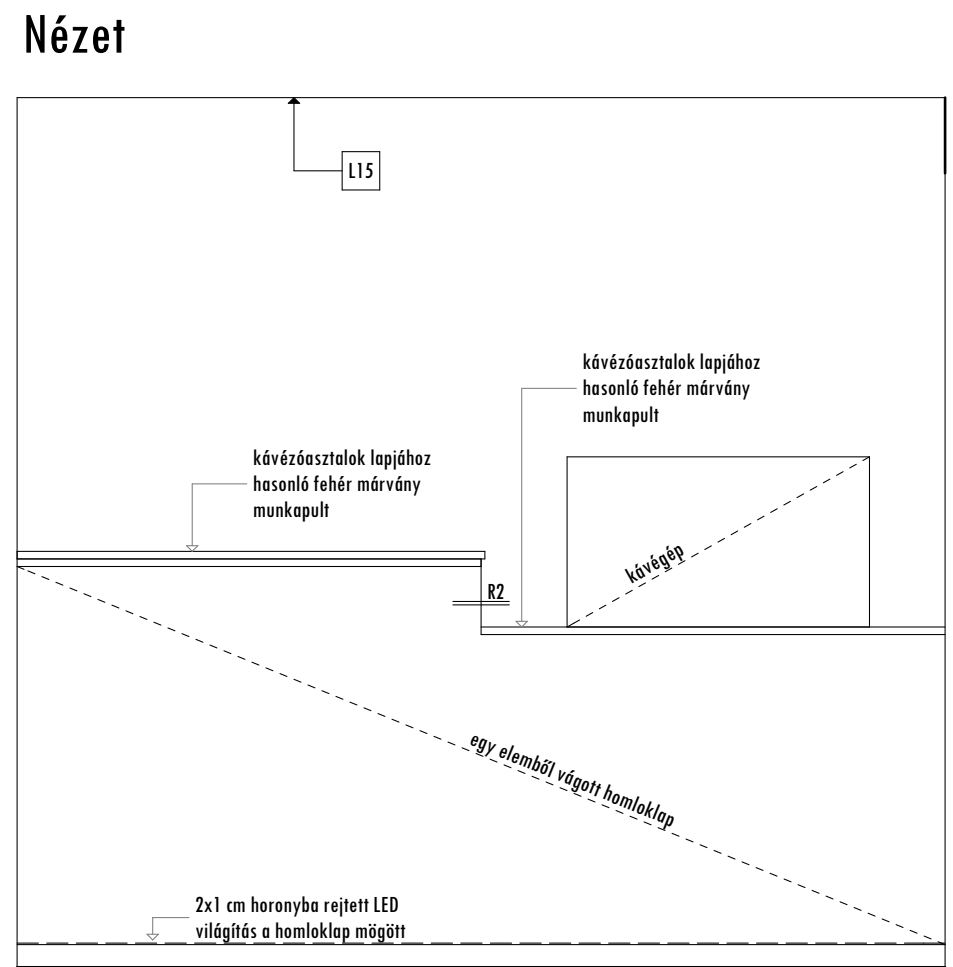 Nézet
L15
kávézóasztalok lapjához
hasonló fehér márvány
munkapult
kávézóasztalok lapjához
hasonló fehér márvány
munkapult
kávégép
R2
egy elemből vágott homloklap
2x1 cm horonyba rejtett LED
világítás a homloklap mögött